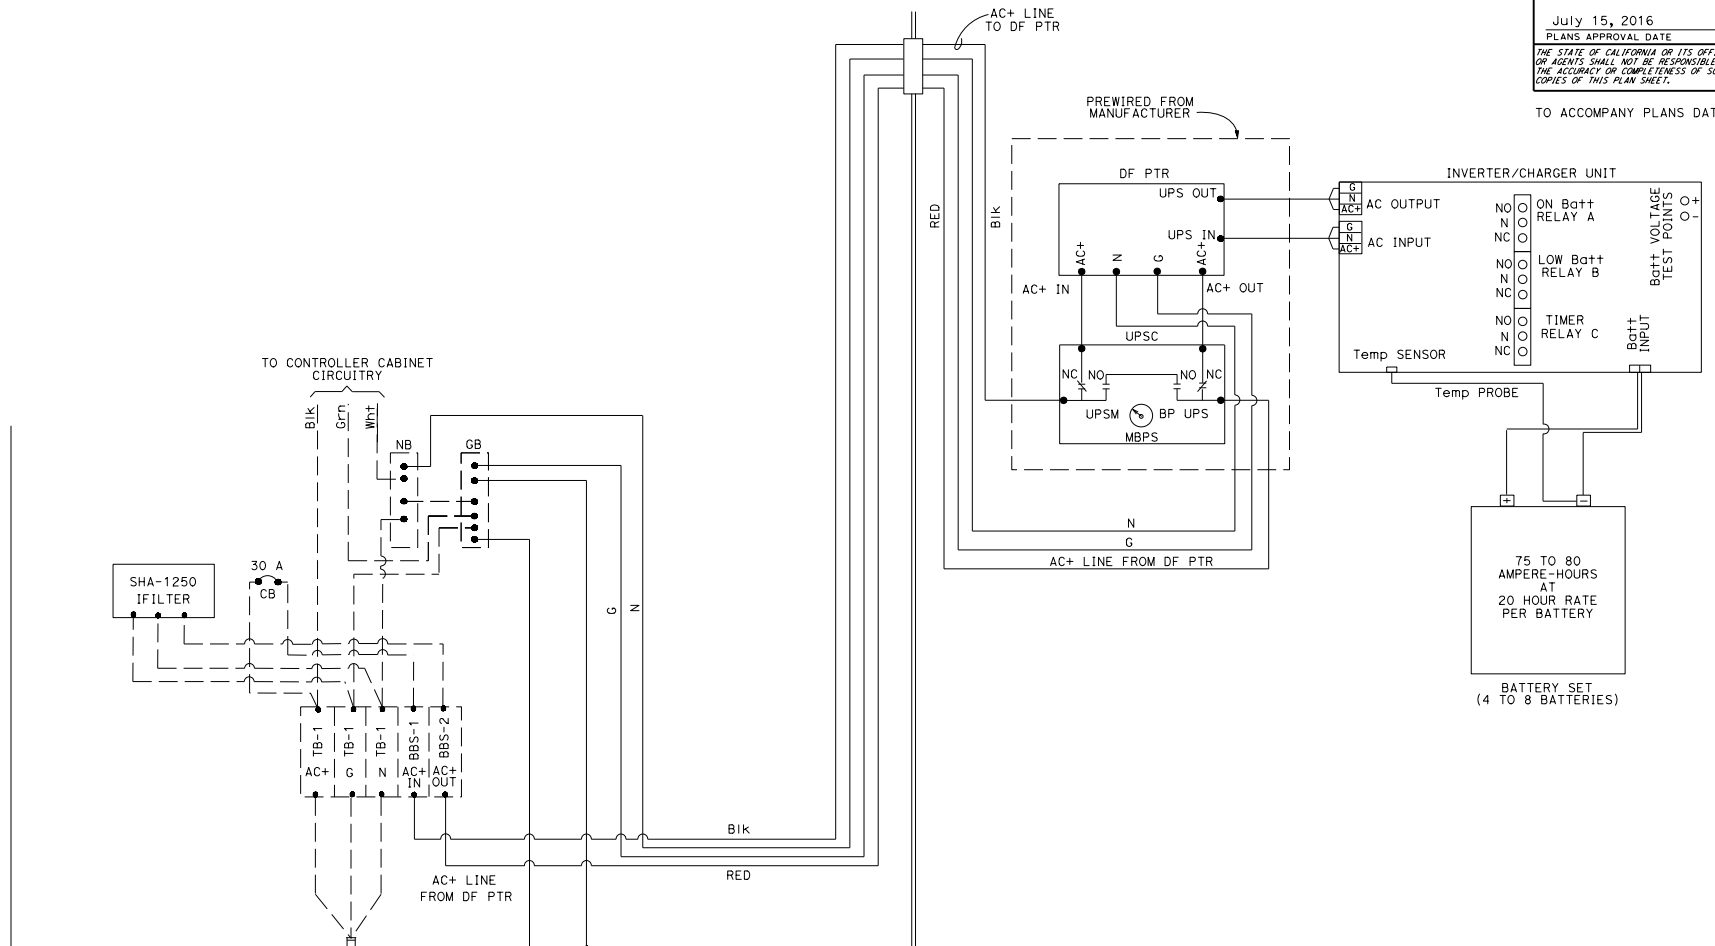 AC+ LINE
TO DF PTR
July 15, 2016
PLANS APPROVAL DATE
THE STATE OF CALIFORNIA OR ITS
OR AGENTS SHALL NOT BE RESPONSIBLE
THE ACCURACY OR COMPLETENESS OF
COPIES OF THIS PLAN SHEET.
TO ACCOMPANY PLANS
PREWIRED FROM
MANUFACTURER
RED
Blk
DF PTR
UPS OUT
UPS IN
AC+
N
G
AC+
AC+ IN
AC+ OUT
UPSC
NC
NO
NO
NC
UPSM
BP
UPS
MBPS
N
G
AC+ LINE FROM DF PTR
INVERTER/CHARGER UNIT
G
N
AC+
AC OUTPUT
G
N
AC+
AC INPUT
NO
N
NC
ON Batt
RELAY A
NO
N
NC
LOW Batt
RELAY B
NO
N
NC
TIMER
RELAY C
Batt VOLTAGE
TEST POINTS
+
-
Batt
INPUT
Temp SENSOR
Temp PROBE
+
-
75 TO 80
AMPERE-HOURS
AT
20 HOUR RATE
PER BATTERY
BATTERY SET
(4 TO 8 BATTERIES)
TO CONTROLLER CABINET
CIRCUITRY
Blk
Grn
Wht
NB
GB
30 A
CB
SHA-1250
IFILTER
G
N
TB-1
AC+
TB-1
G
TB-1
N
BBS-1
AC+
IN
BBS-2
AC+
OUT
Blk
RED
AC+ LINE
FROM DF PTR